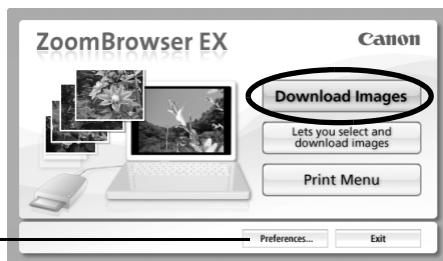 ZoomBrowser EX
Canon
Download Images
Lets you select and
download images
Print Menu
Preferences...
Exit